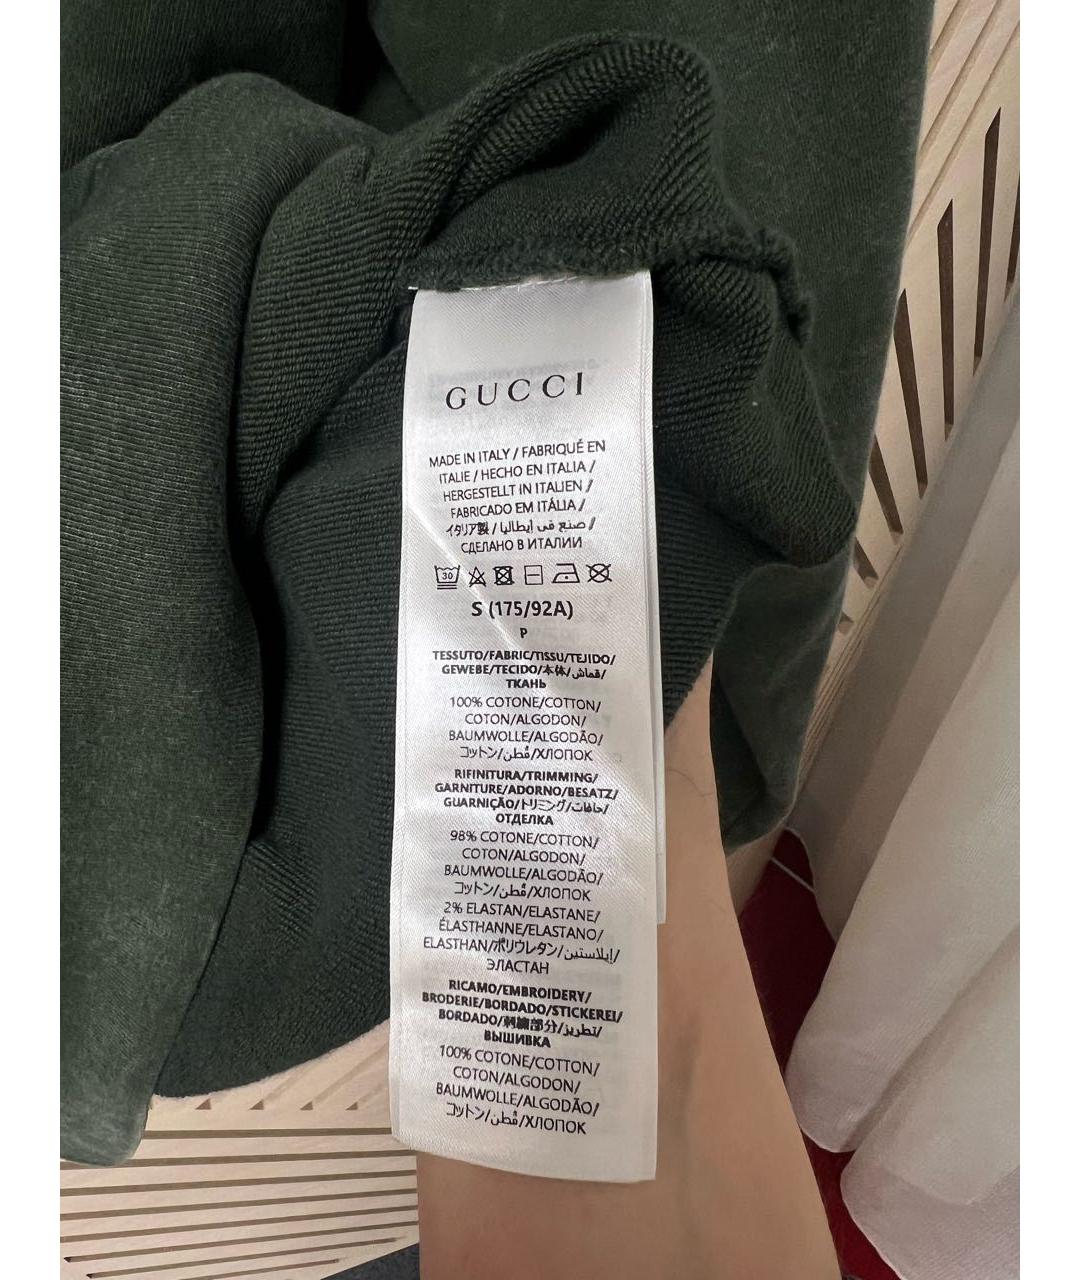 GUCCI
MADE IN ITALY / FABRIQUÉ EN
ITALIE / HECHO EN ITALIA /
HERGESTELLT IN ITALIEN /
FABRICADO EM ITÁLIA /
イタリア製 / صنع في إيطاليا /
СДЕЛАНО В ИТАЛИИ
30
S (175/92A)
P
TESSUTO/FABRIC/TISSU/TEJIDO/
GEWEBE/TECIDO/本体/قماش/
ТКАНЬ
100% COTONE/COTTON/
COTON/ALGODON/
BAUMWOLLE/ALGODÃO/
コットン/قُطن/ХЛОПОК
RIFINITURA/TRIMMING/
GARNITURE/ADORNO/BESATZ/
GUARNIÇÃO/トリミング/حافات/
ОТДЕЛКА
98% COTONE/COTTON/
COTON/ALGODON/
BAUMWOLLE/ALGODÃO/
コットン/قُطن/ХЛОПОК
2% ELASTAN/ELASTANE/
ÉLASTHANNE/ELASTANO/
ELASTHAN/ポリウレタン/إيلاستين/
ЭЛАСТАН
RICAMO/EMBROIDERY/
BRODERIE/BORDADO/STICKEREI/
BORDADO/刺繍部分/تطريز/
ВЫШИВКА
100% COTONE/COTTON/
COTON/ALGODON/
BAUMWOLLE/ALGODÃO/
コットン/قُطن/ХЛОПОК